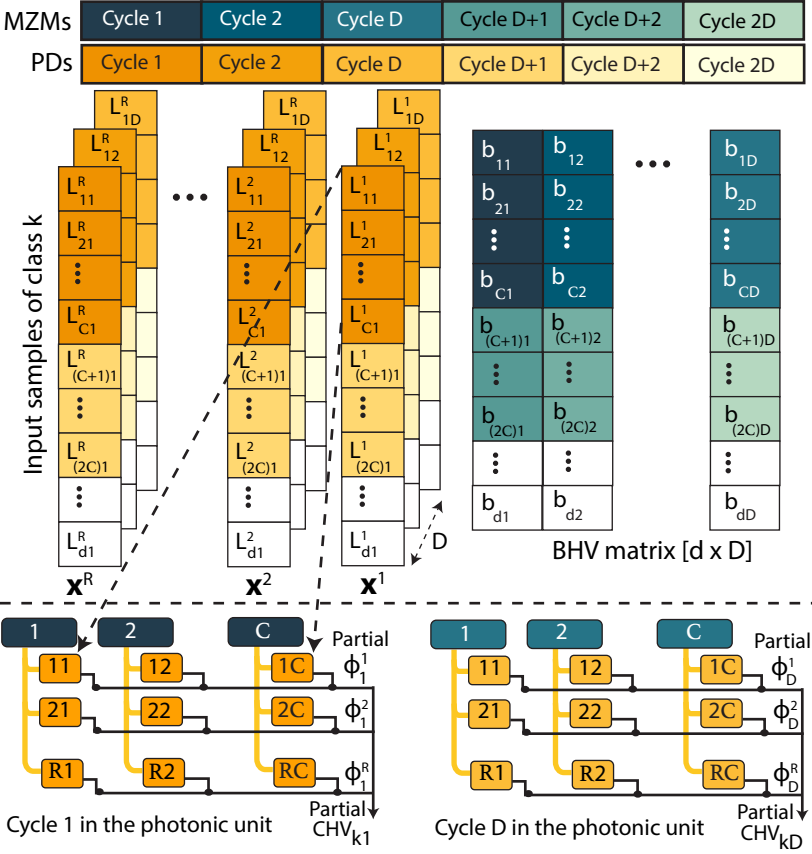 MZMs Cycle 1 Cycle 2 Cycle D Cycle D+1 Cycle D+2 Cycle 2D
PDs Cycle 1 Cycle 2 Cycle D Cycle D+1 Cycle D+2 Cycle 2D
Input samples of class k
L^R_1D L^2_1D L^1_1D
L^R_12 L^R_12 L^1_12
L^R_11 ••• L^2_11 L^1_11
L^R_21 L^2_21 L^1_21
⋮ ⋮ ⋮
L^R_C1 L^2_C1 L^1_C1
L^R_(C+1)1 L^2_(C+1)1 L^1_(C+1)1
⋮ ⋮ ⋮
L^R_(2C)1 L^2_(2C)1 L^1_(2C)1
⋮ ⋮ ⋮
L^R_d1 L^2_d1 L^1_d1
D
x^R x^2 x^1
b_11 b_12 ••• b_1D
b_21 b_22 b_2D
⋮ ⋮ ⋮
b_C1 b_C2 b_CD
b_(C+1)1 b_(C+1)2 b_(C+1)D
⋮ ⋮ ⋮
b_(2C)1 b_(2C)2 b_(2C)D
⋮ ⋮ ⋮
b_d1 b_d2 b_dD
BHV matrix [d x D]
1 2 C Partial
11 12 1C ϕ^1_1
21 22 2C ϕ^2_1
R1 R2 RC ϕ^R_1
Partial
CHV_k1
Cycle 1 in the photonic unit
1 2 C Partial
11 12 1C ϕ^1_D
21 22 2C ϕ^2_D
R1 R2 RC ϕ^R_D
Partial
CHV_kD
Cycle D in the photonic unit